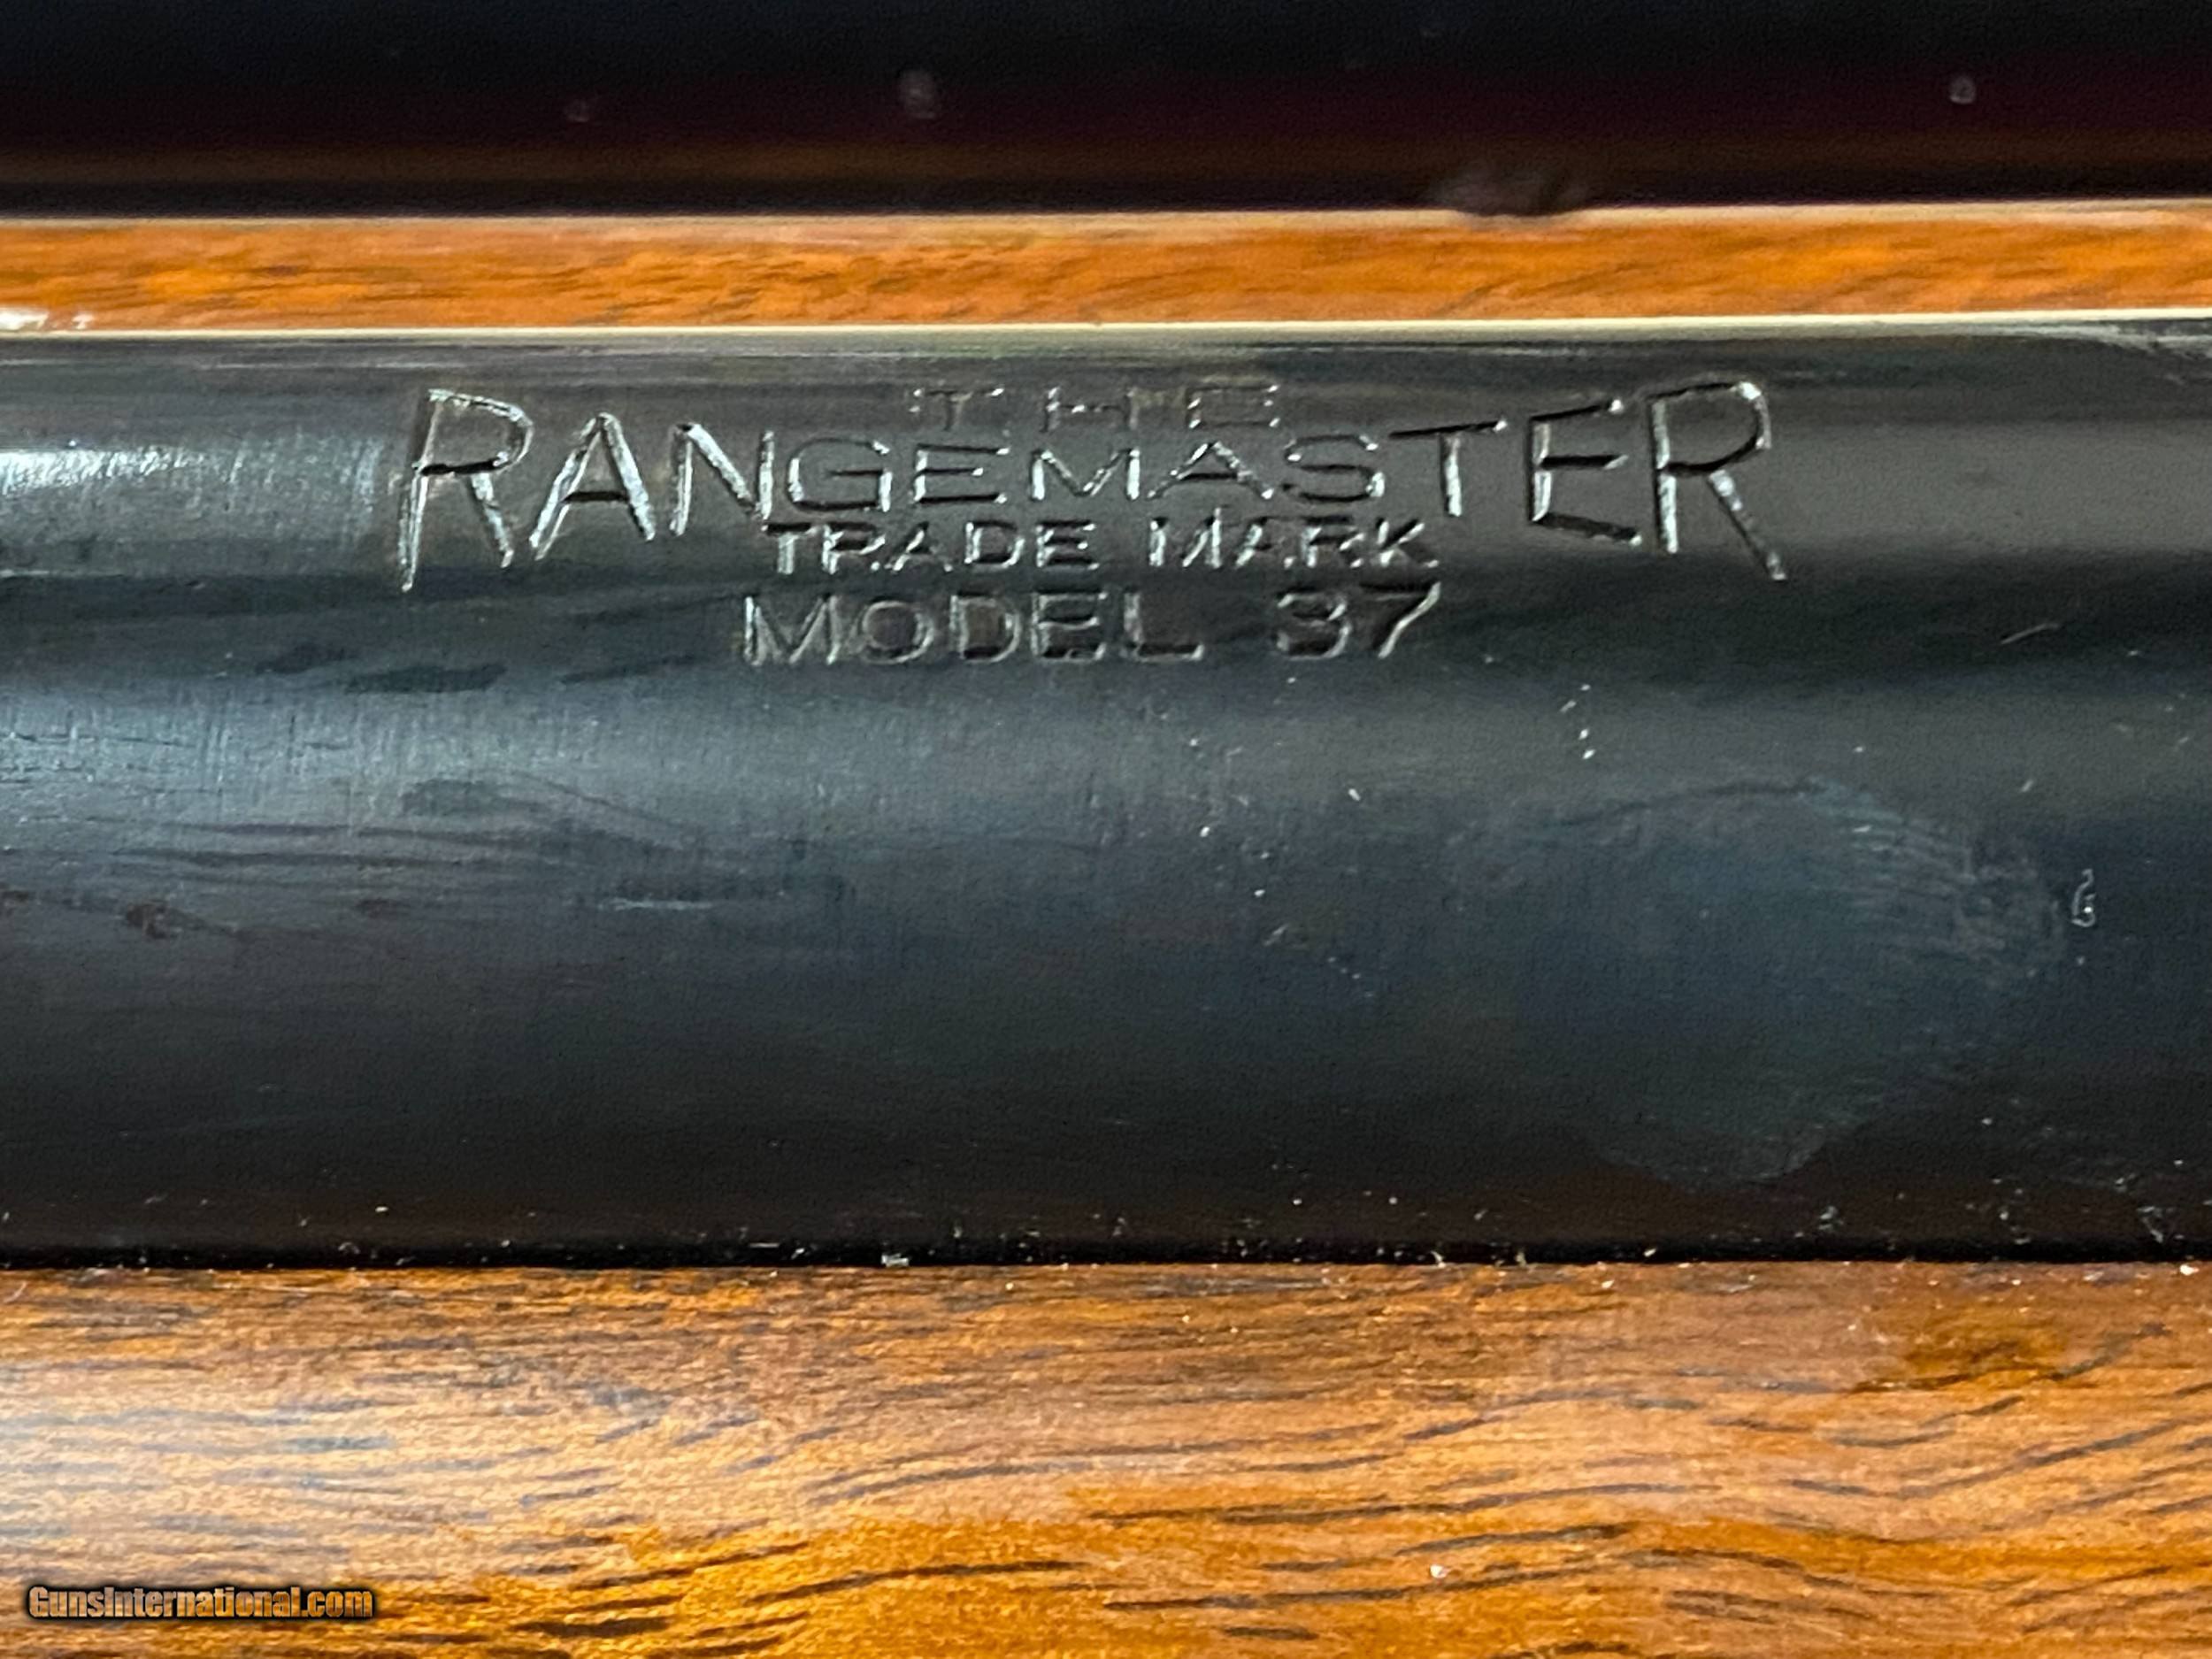 THE
RANGEMASTER
TRADE MARK
MODEL 37
GunsInternational.com